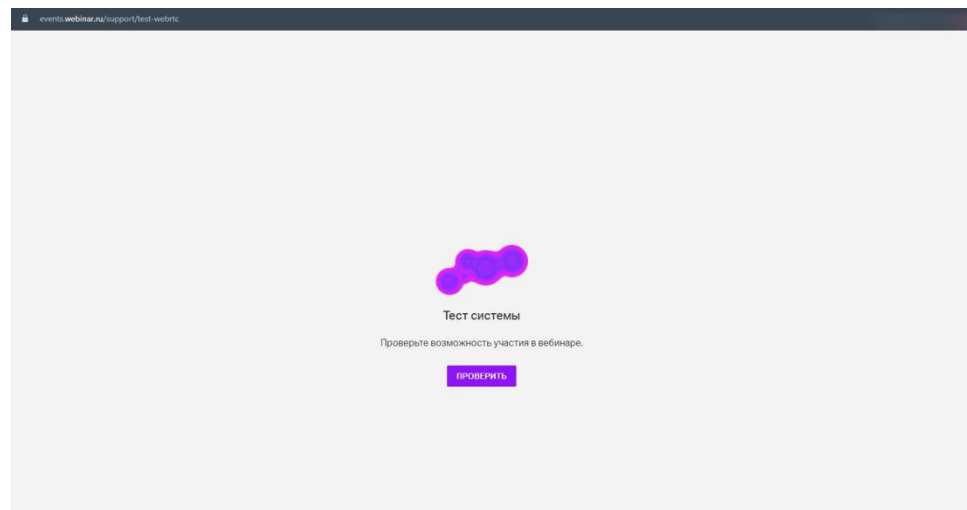 events.webinar.ru/support/test-webrtc
Тест системы
Проверьте возможность участия в вебинаре.
ПРОВЕРИТЬ